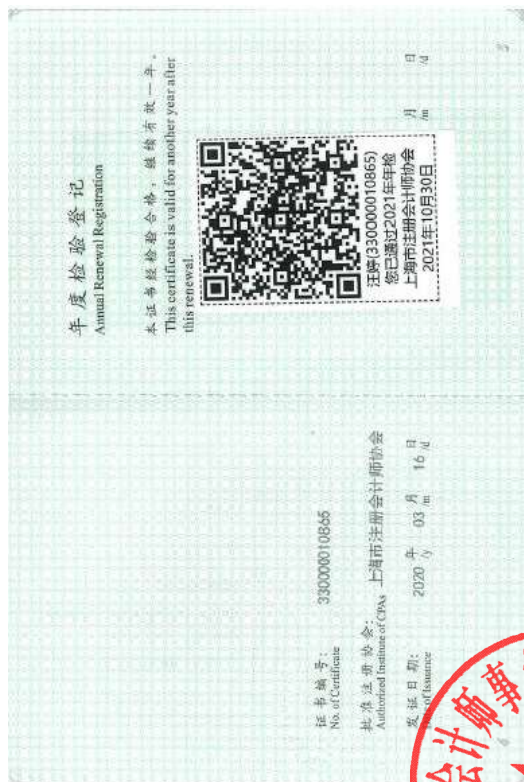 年度检验登记
Annual Renewal Registration
本证书经检验合格，继续有效一年。
This certificate is valid for another year after
this renewal.
汪婷(330000010865)
您已通过2021年年检
上海市注册会计师协会
2021年10月30日
月 日
/m /d
证书编号：
No. of Certificate
330000010865
批准注册协会：
Authorized Institute of CPAs
上海市注册会计师协会
发证日期：
of Issuance
2020 年 03 月 16 日
/y /m /d
会计师事